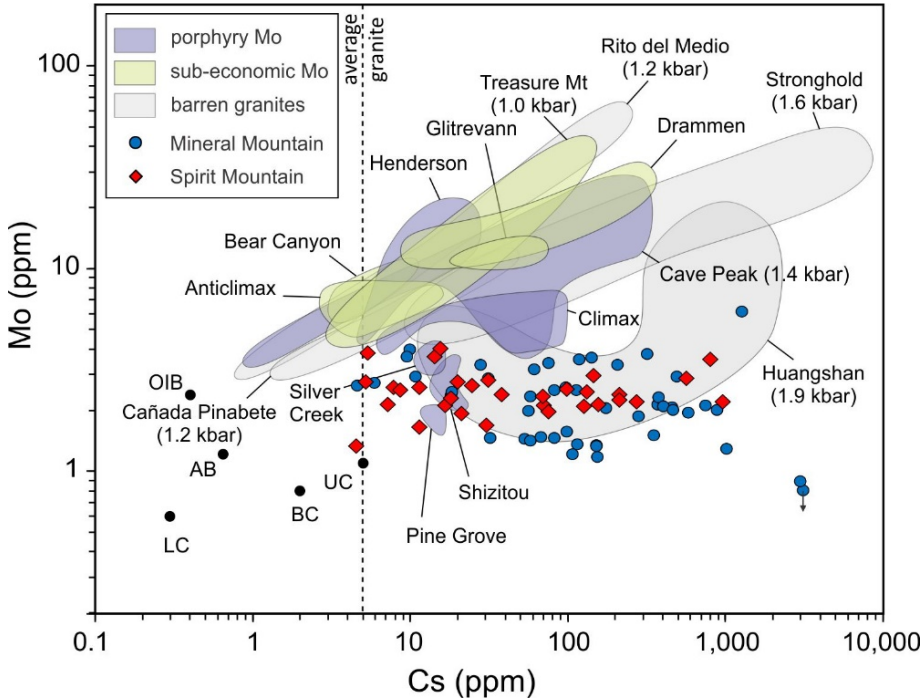 porphyry Mo
sub-economic Mo
barren granites
Mineral Mountain
Spirit Mountain
average
granite
Rito del Medio
(1.2 kbar)
Treasure Mt
(1.0 kbar)
Stronghold
(1.6 kbar)
Glitrevann
Drammen
Henderson
Bear Canyon
Anticlimax
Cave Peak (1.4 kbar)
Climax
OIB
Silver
Creek
Huangshan
(1.9 kbar)
Cañada Pinabete
(1.2 kbar)
AB
UC
BC
LC
Shizitou
Pine Grove
Mo (ppm)
100
10
1
0.1
1
10
100
1,000
10,000
Cs (ppm)